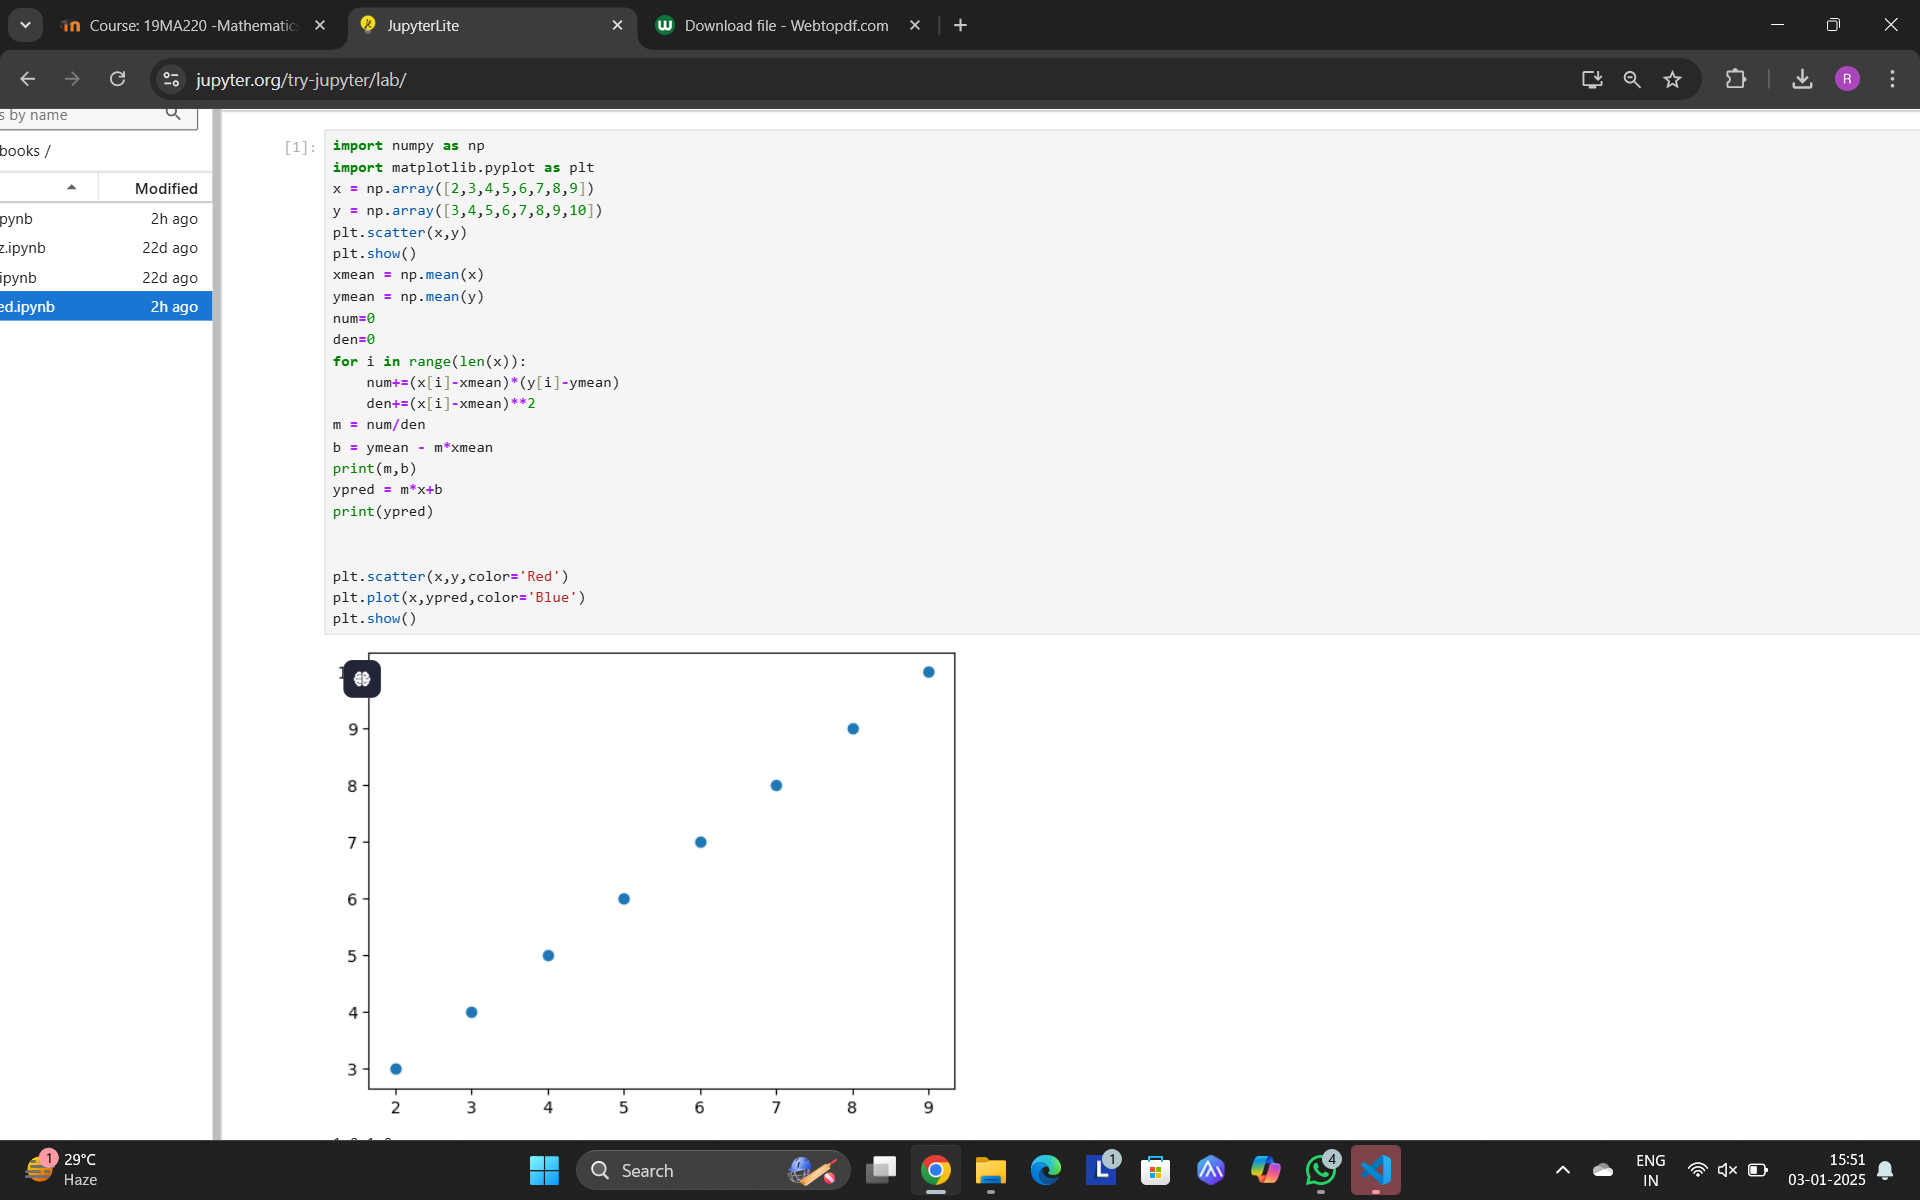 Course: 19MA220 -Mathematic
JupyterLite
Download file - Webtopdf.com
jupyter.org/try-jupyter/lab/
R
s by name
books /
Modified
pynb 2h ago
z.ipynb 22d ago
ipynb 22d ago
ed.ipynb 2h ago
[1]:
import numpy as np
import matplotlib.pyplot as plt
x = np.array([2,3,4,5,6,7,8,9])
y = np.array([3,4,5,6,7,8,9,10])
plt.scatter(x,y)
plt.show()
xmean = np.mean(x)
ymean = np.mean(y)
num=0
den=0
for i in range(len(x)):
    num+=(x[i]-xmean)*(y[i]-ymean)
    den+=(x[i]-xmean)**2
m = num/den
b = ymean - m*xmean
print(m,b)
ypred = m*x+b
print(ypred)
plt.scatter(x,y,color='Red')
plt.plot(x,ypred,color='Blue')
plt.show()
9
8
7
6
5
4
3
2 3 4 5 6 7 8 9
1
29°C
Haze
Search
1
4
ENG
IN
15:51
03-01-2025